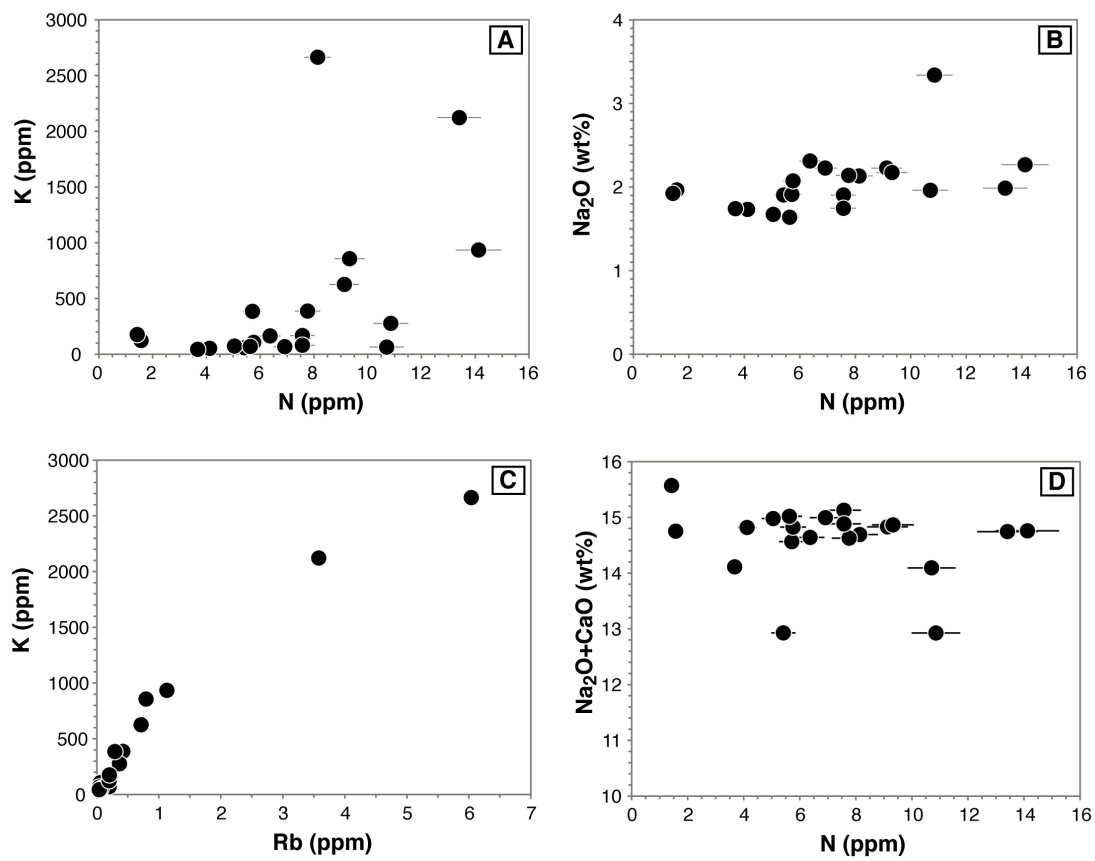 A
3000
2500
2000
1500
1000
500
0
K (ppm)
0 2 4 6 8 10 12 14 16
N (ppm)
B
4
3
2
1
0
Na₂O (wt%)
0 2 4 6 8 10 12 14 16
N (ppm)
C
3000
2500
2000
1500
1000
500
0
K (ppm)
0 1 2 3 4 5 6 7
Rb (ppm)
D
16
15
14
13
12
11
10
Na₂O+CaO (wt%)
0 2 4 6 8 10 12 14 16
N (ppm)